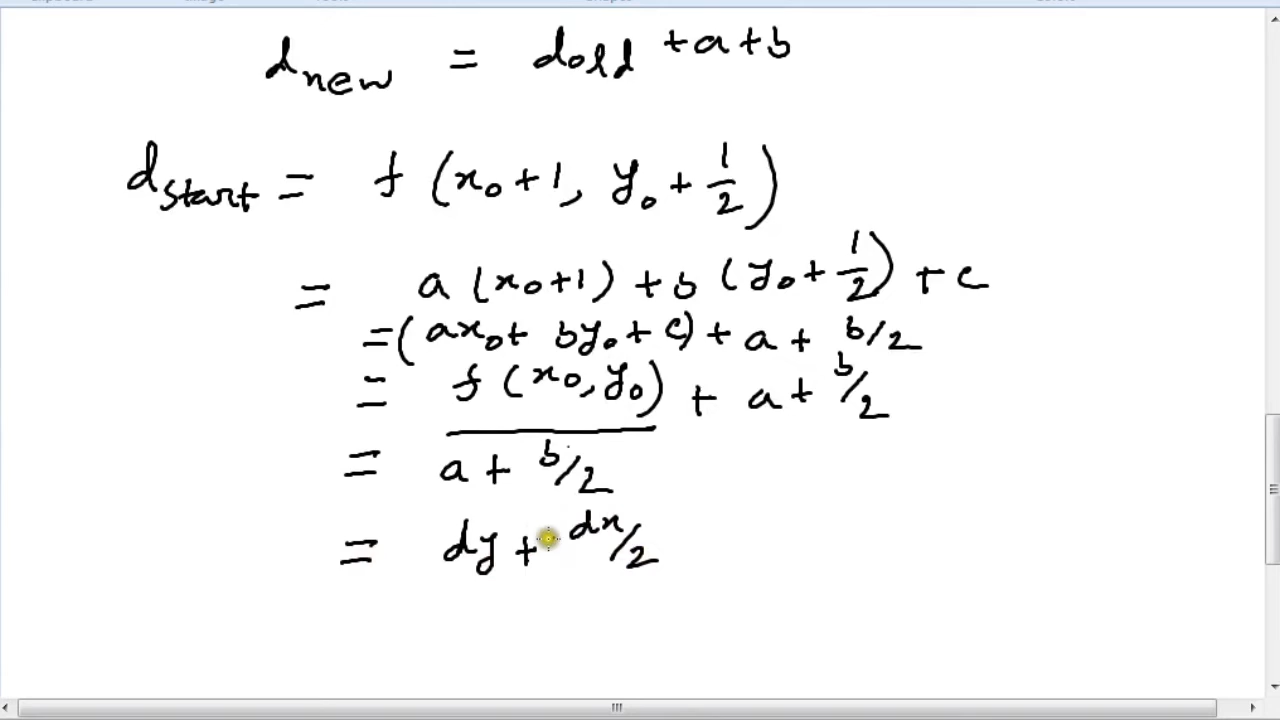 d_new = d_old + a + b
d_start = f (x₀ + 1, y₀ + 1/2)
= a (x₀ + 1) + b (y₀ + 1/2) + c
= (ax₀ + by₀ + c) + a + b/2
= f (x₀, y₀) + a + b/2
= a + b/2
= dy + dx/2